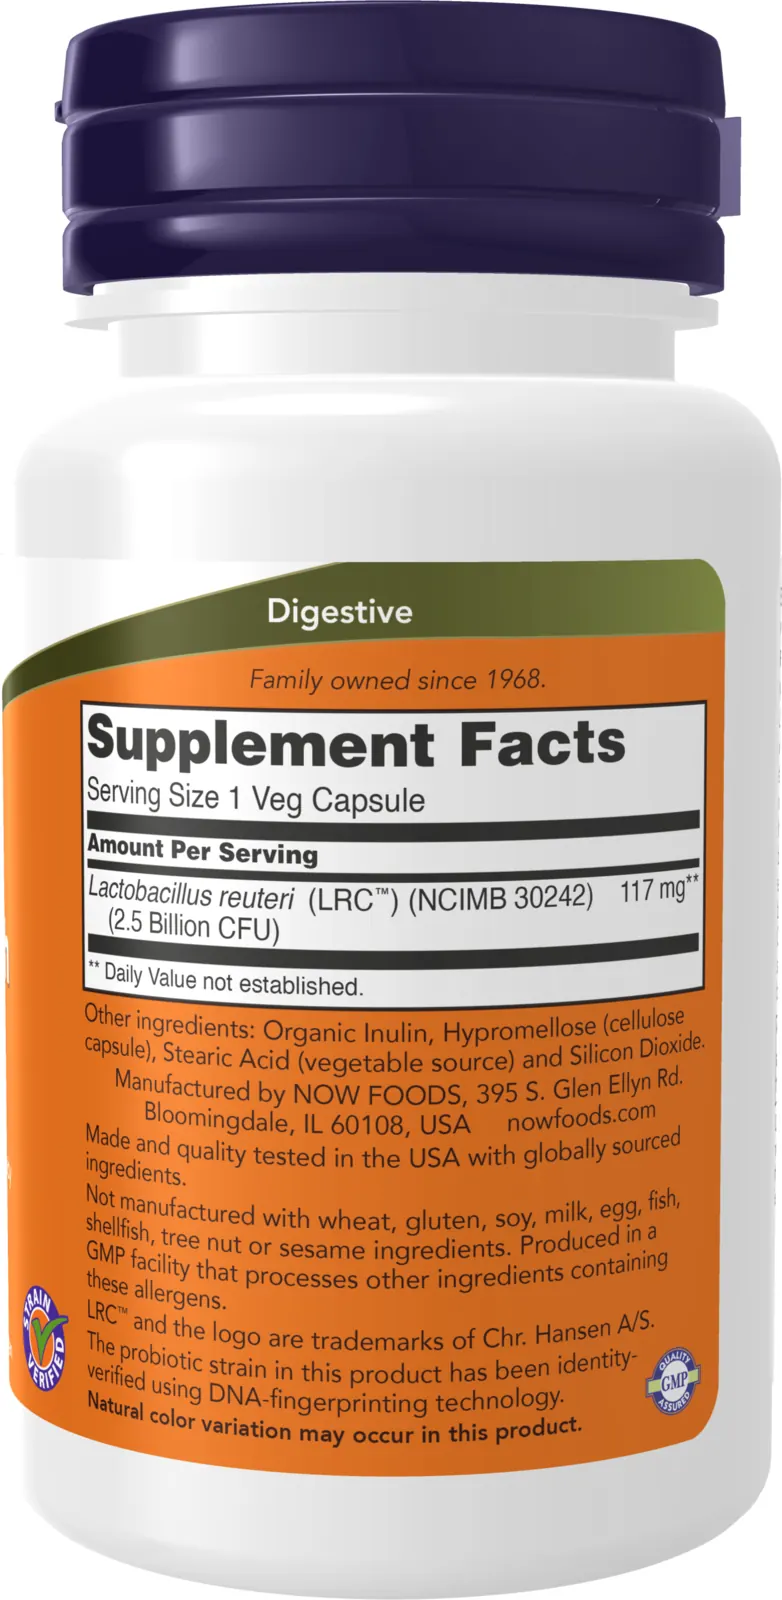 Digestive
Family owned since 1968.
Supplement Facts
Serving Size 1 Veg Capsule
Amount Per Serving
Lactobacillus reuteri (LRC™) (NCIMB 30242) 117 mg**
(2.5 Billion CFU)
** Daily Value not established.
Other ingredients: Organic Inulin, Hypromellose (cellulose
capsule), Stearic Acid (vegetable source) and Silicon Dioxide.
Manufactured by NOW FOODS, 395 S. Glen Ellyn Rd.
Bloomingdale, IL 60108, USA nowfoods.com
Made and quality tested in the USA with globally sourced
ingredients.
Not manufactured with wheat, gluten, soy, milk, egg, fish,
shellfish, tree nut or sesame ingredients. Produced in a
GMP facility that processes other ingredients containing
these allergens.
LRC™ and the logo are trademarks of Chr. Hansen A/S.
The probiotic strain in this product has been identity-
verified using DNA-fingerprinting technology.
Natural color variation may occur in this product.
STRAIN
VERIFIED
QUALITY
GMP
ASSURED